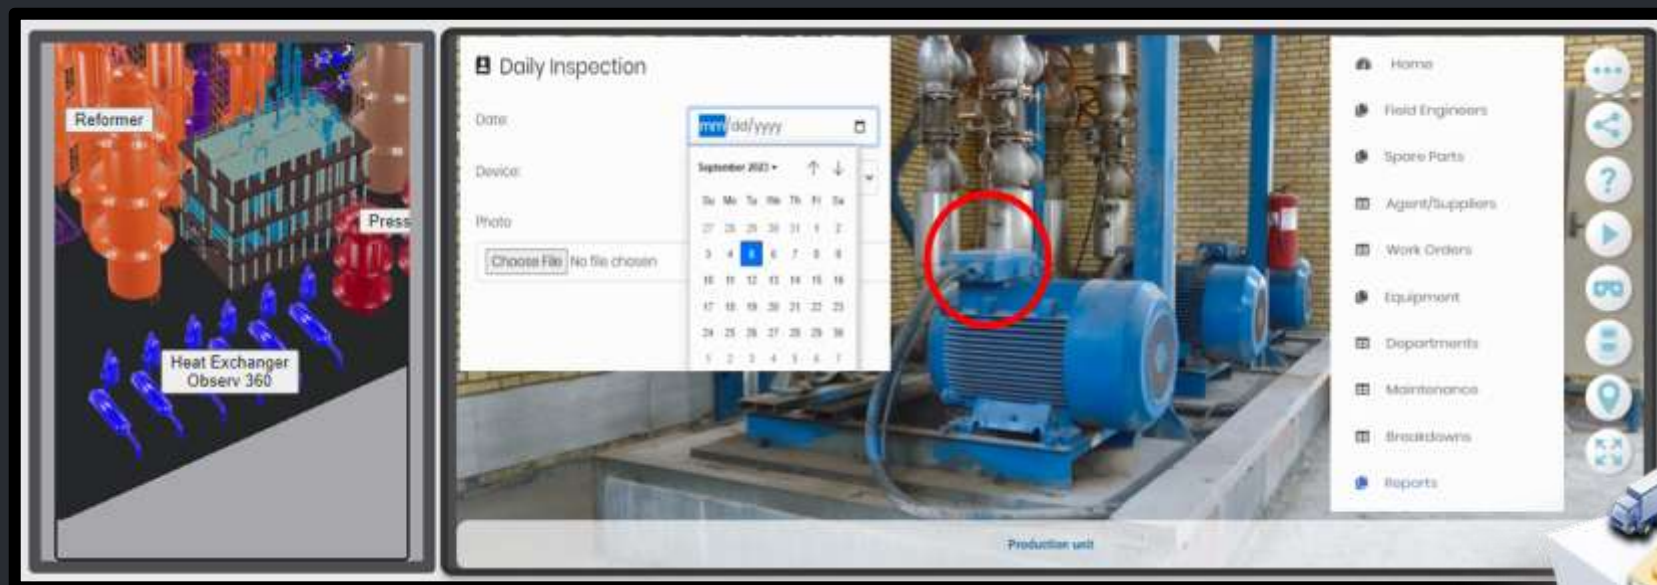 Reformer
Press
Heat Exchanger
Observ 360
Daily Inspection
Date:
mm/dd/yyyy
Device:
September 2023
Su Mo Tu We Th Fr Sa
27 28 29 30 31 1 2
3 4 5 6 7 8 9
10 11 12 13 14 15 16
17 18 19 20 21 22 23
24 25 26 27 28 29 30
1 2 3 4 5 6 7
Photo
Choose File No file chosen
Home
Field Engineers
Spare Parts
Agent/Suppliers
Work Orders
Equipment
Departments
Maintenance
Breakdowns
Reports
?
Production unit